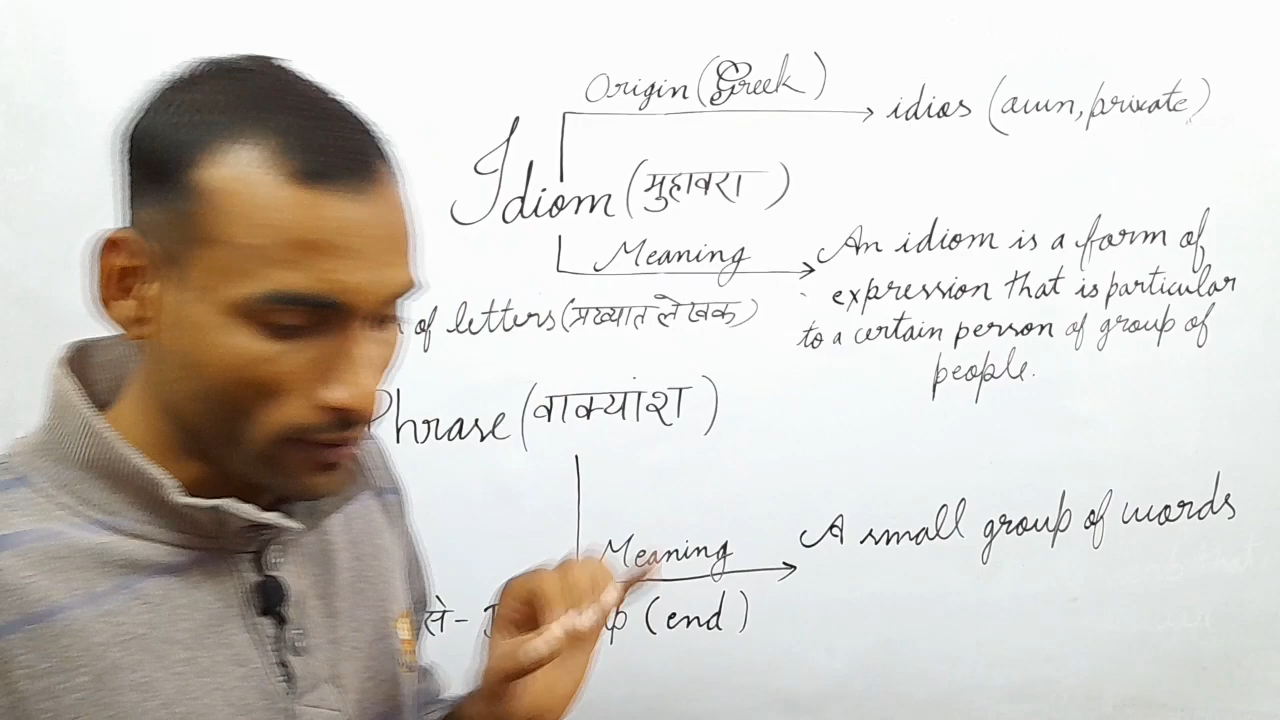 Origin (Greek)
idios (own, private)
Idiom (मुहावरा)
Meaning
An idiom is a form of
expression that is particular
to a certain person of group of
people.
of letters (प्रख्यात लेखक)
Phrase (वाक्यांश)
Meaning
A small group of words
से - up (end)